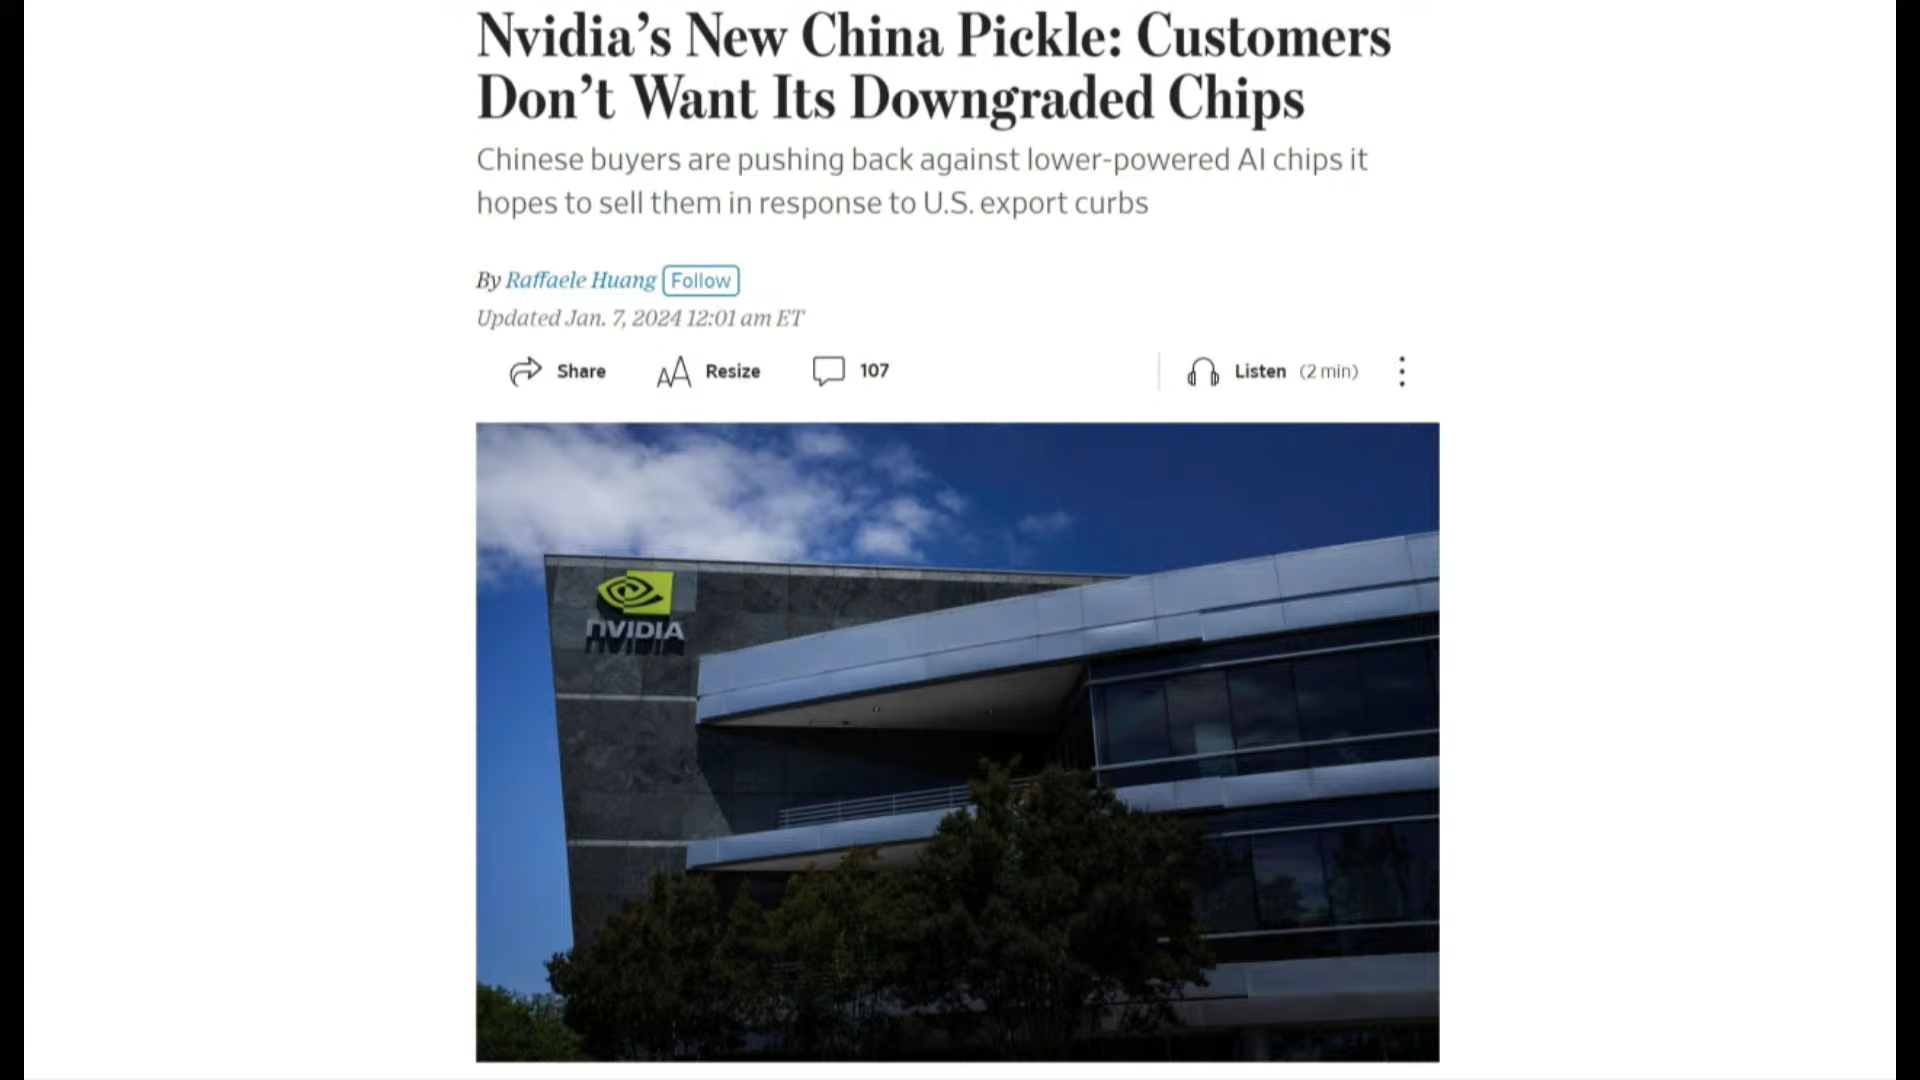 Nvidia’s New China Pickle: Customers
Don’t Want Its Downgraded Chips
Chinese buyers are pushing back against lower-powered AI chips it
hopes to sell them in response to U.S. export curbs
By Raffaele Huang Follow
Updated Jan. 7, 2024 12:01 am ET
Share Resize 107 Listen (2 min)
NVIDIA